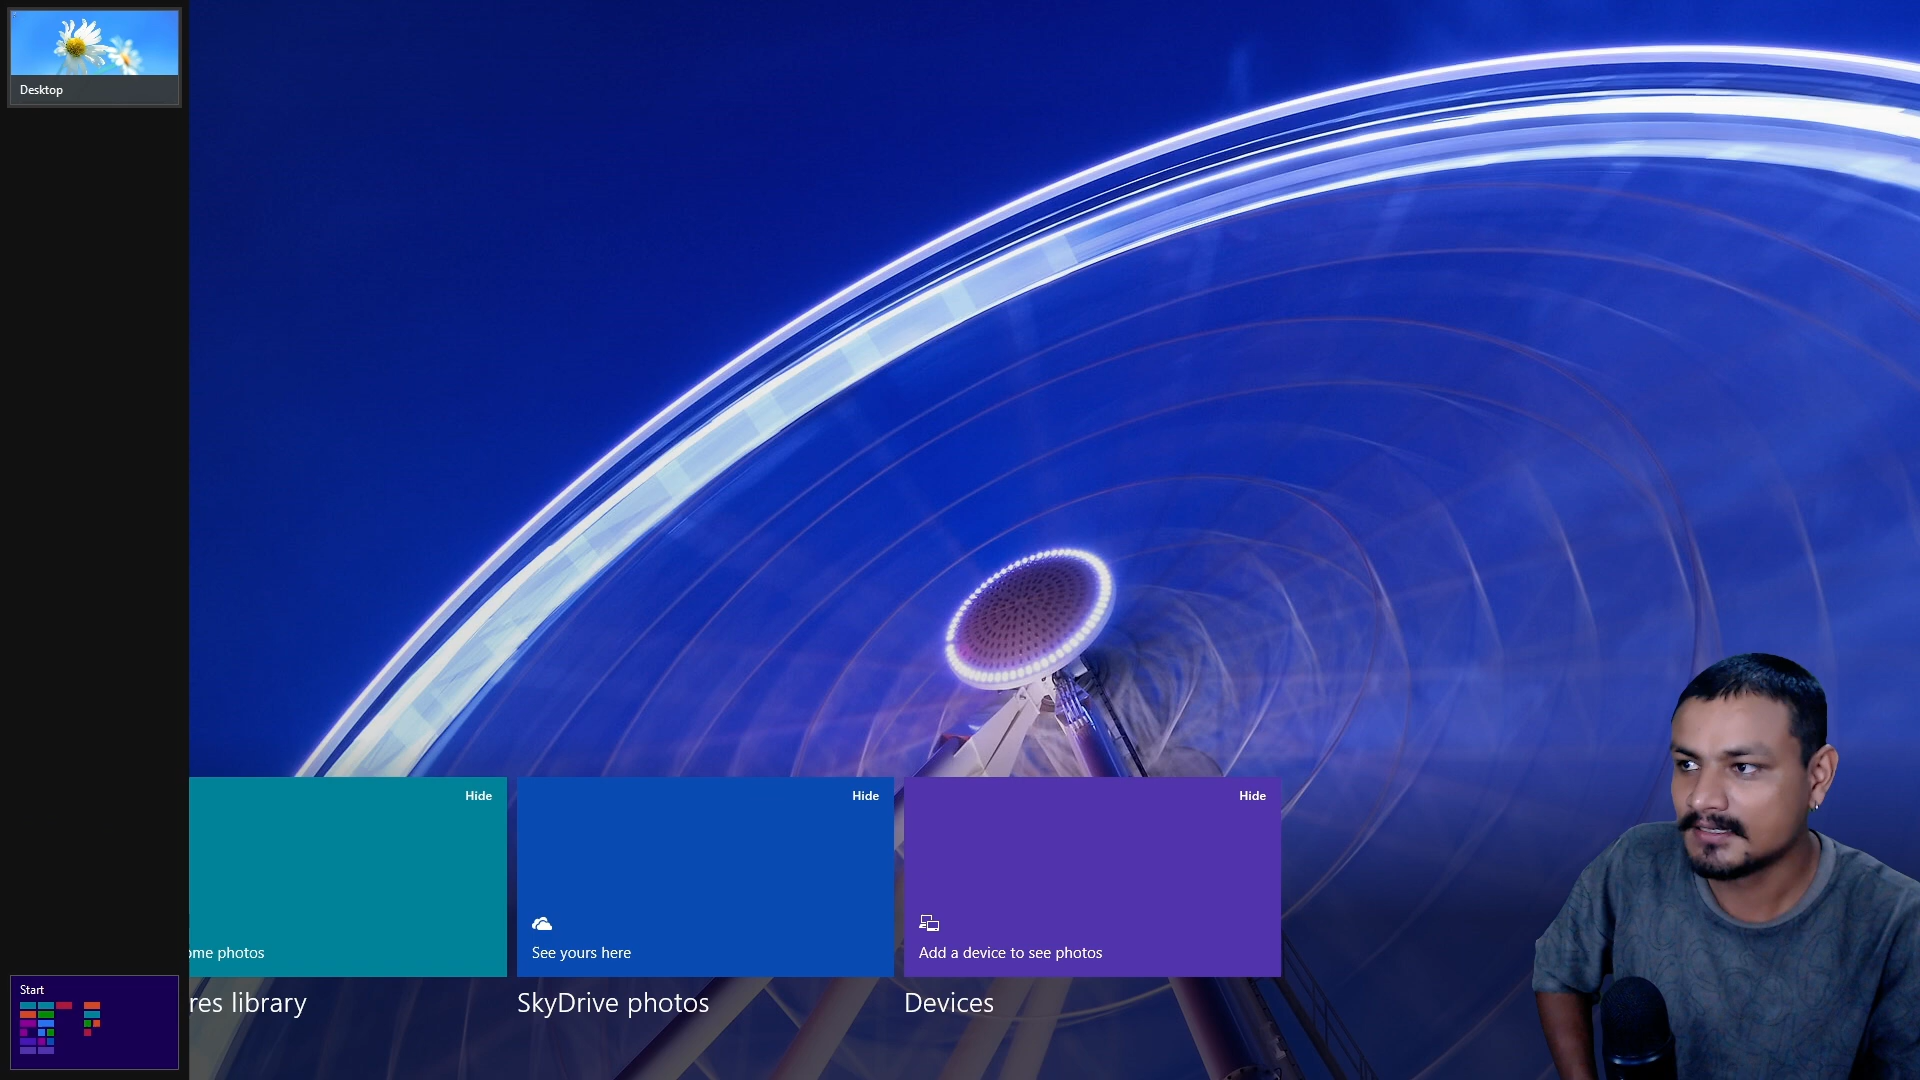 Desktop
Hide
Hide
Hide
ome photos
See yours here
Add a device to see photos
res library
SkyDrive photos
Devices
Start